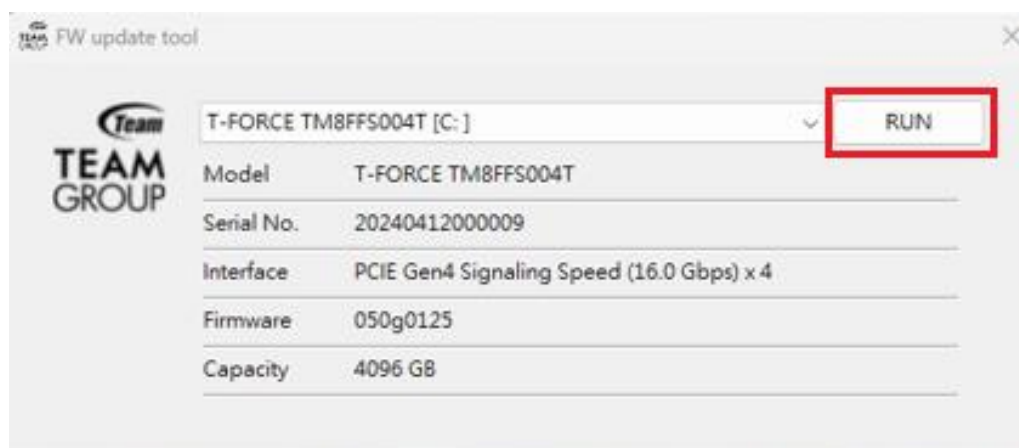 FW update tool
Team
TEAM
GROUP
T-FORCE TM8FFS004T [C: ]
RUN
Model T-FORCE TM8FFS004T
Serial No. 20240412000009
Interface PCIE Gen4 Signaling Speed (16.0 Gbps) x 4
Firmware 050g0125
Capacity 4096 GB